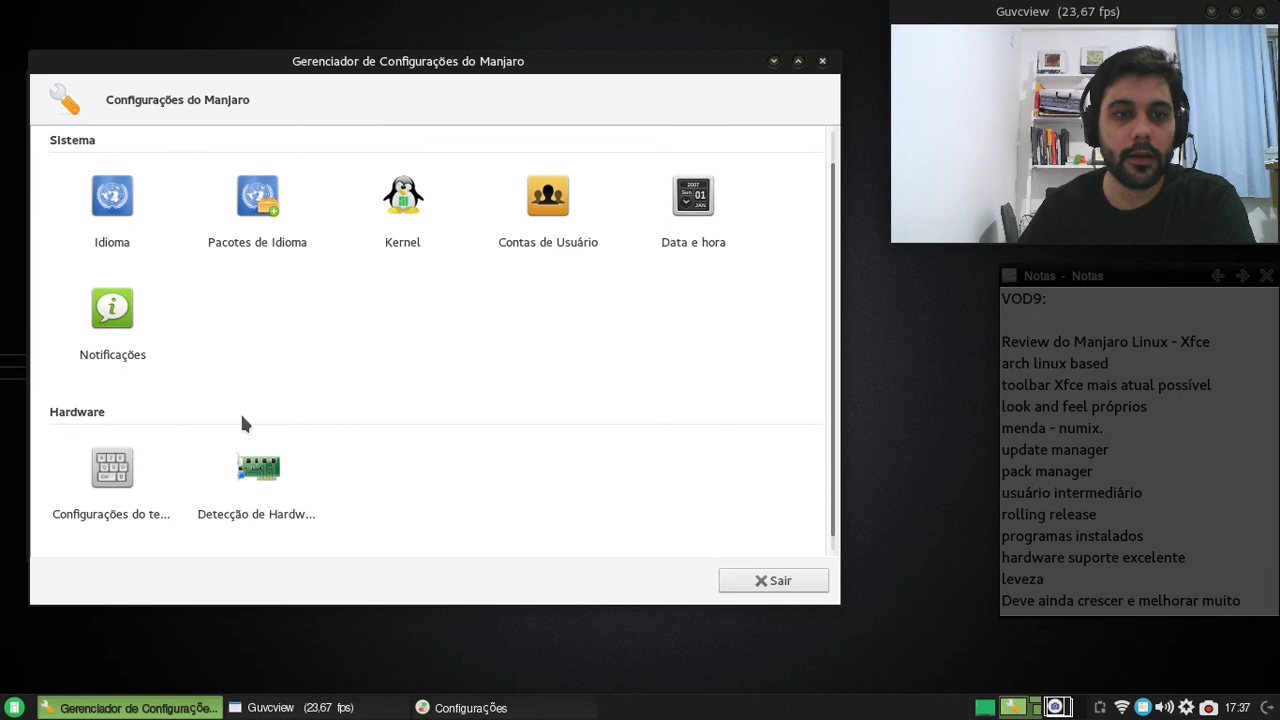 Guvcview (23,67 fps)
Gerenciador de Configurações do Manjaro
Configurações do Manjaro
Sistema
Idioma
Pacotes de Idioma
Kernel
Contas de Usuário
Data e hora
Notificações
Hardware
Configurações do te...
Detecção de Hardw...
Sair
Notas - Notas
VOD9:
Review do Manjaro Linux - Xfce
arch linux based
toolbar Xfce mais atual possível
look and feel próprios
menda - numix.
update manager
pack manager
usuário intermediário
rolling release
programas instalados
hardware suporte excelente
leveza
Deve ainda crescer e melhorar muito
Gerenciador de Configuraçõe...
Guvcview (23,67 fps)
Configurações
17:37